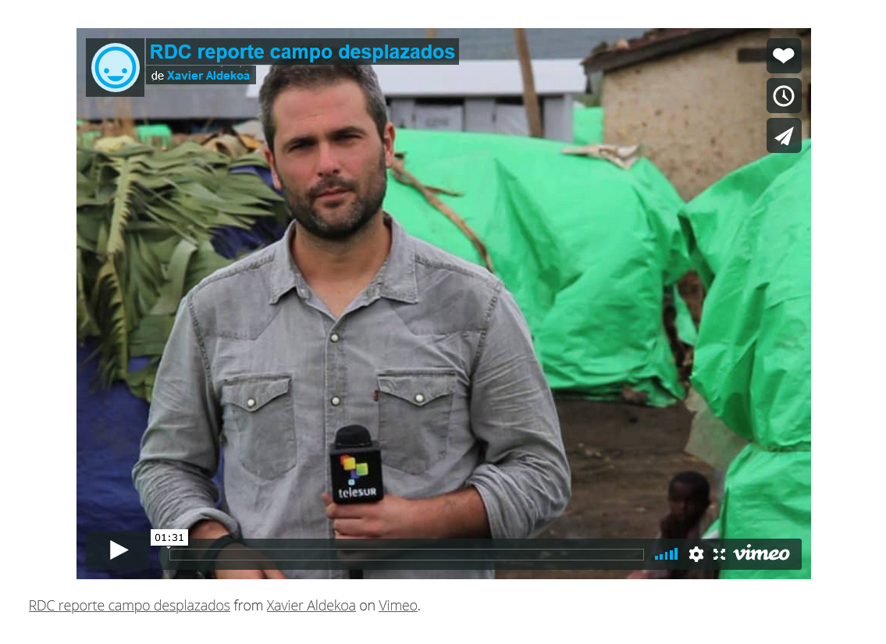 RDC reporte campo desplazados
de Xavier Aldekoa
teleSUR
01:31
vimeo
RDC reporte campo desplazados from Xavier Aldekoa on Vimeo.